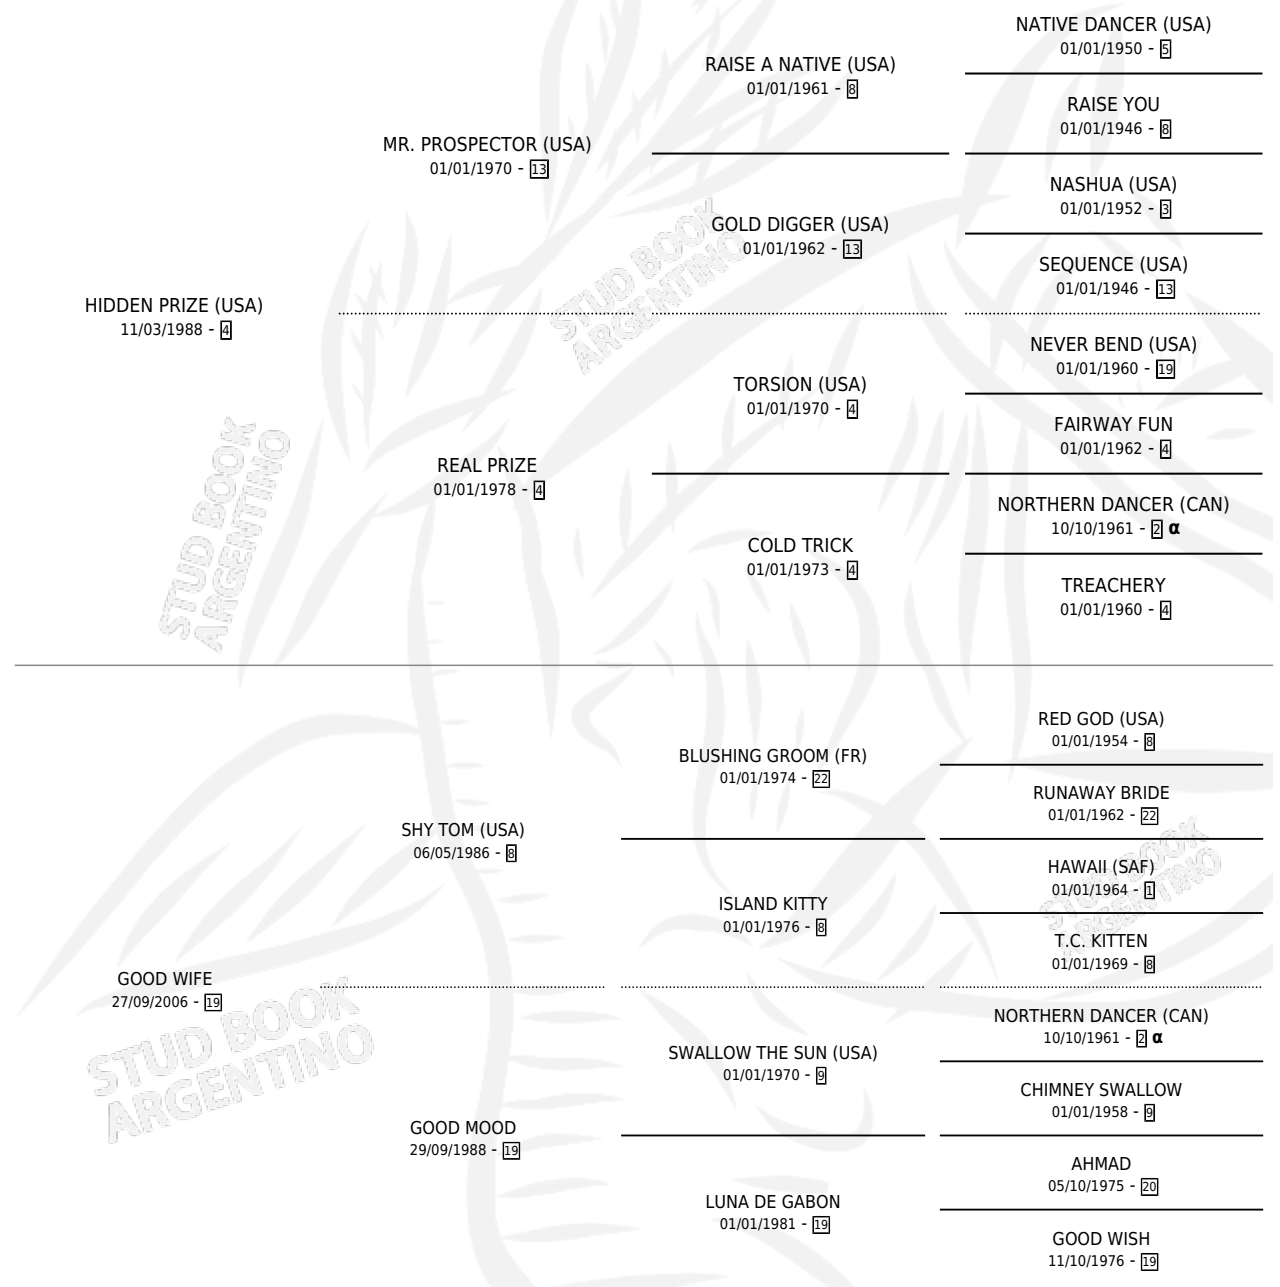 NATIVE DANCER (USA)
01/01/1950 - 5
RAISE A NATIVE (USA)
01/01/1961 - 8
RAISE YOU
01/01/1946 - 8
MR. PROSPECTOR (USA)
01/01/1970 - 13
NASHUA (USA)
01/01/1952 - 3
GOLD DIGGER (USA)
01/01/1962 - 13
SEQUENCE (USA)
01/01/1946 - 13
HIDDEN PRIZE (USA)
11/03/1988 - 4
NEVER BEND (USA)
01/01/1960 - 19
TORSION (USA)
01/01/1970 - 4
FAIRWAY FUN
01/01/1962 - 4
REAL PRIZE
01/01/1978 - 4
NORTHERN DANCER (CAN)
10/10/1961 - 2 α
COLD TRICK
01/01/1973 - 4
TREACHERY
01/01/1960 - 4
STUD BOOK
ARGENTINO
STUD BOOK
ARGENTINO
RED GOD (USA)
01/01/1954 - 8
BLUSHING GROOM (FR)
01/01/1974 - 22
RUNAWAY BRIDE
01/01/1962 - 22
SHY TOM (USA)
06/05/1986 - 8
HAWAII (SAF)
01/01/1964 - 1
ISLAND KITTY
01/01/1976 - 8
T.C. KITTEN
01/01/1969 - 8
GOOD WIFE
27/09/2006 - 19
NORTHERN DANCER (CAN)
10/10/1961 - 2 α
SWALLOW THE SUN (USA)
01/01/1970 - 9
CHIMNEY SWALLOW
01/01/1958 - 9
GOOD MOOD
29/09/1988 - 19
AHMAD
05/10/1975 - 20
LUNA DE GABON
01/01/1981 - 19
GOOD WISH
11/10/1976 - 19
STUD BOOK
ARGENTINO
STUD BOOK
ARGENTINO